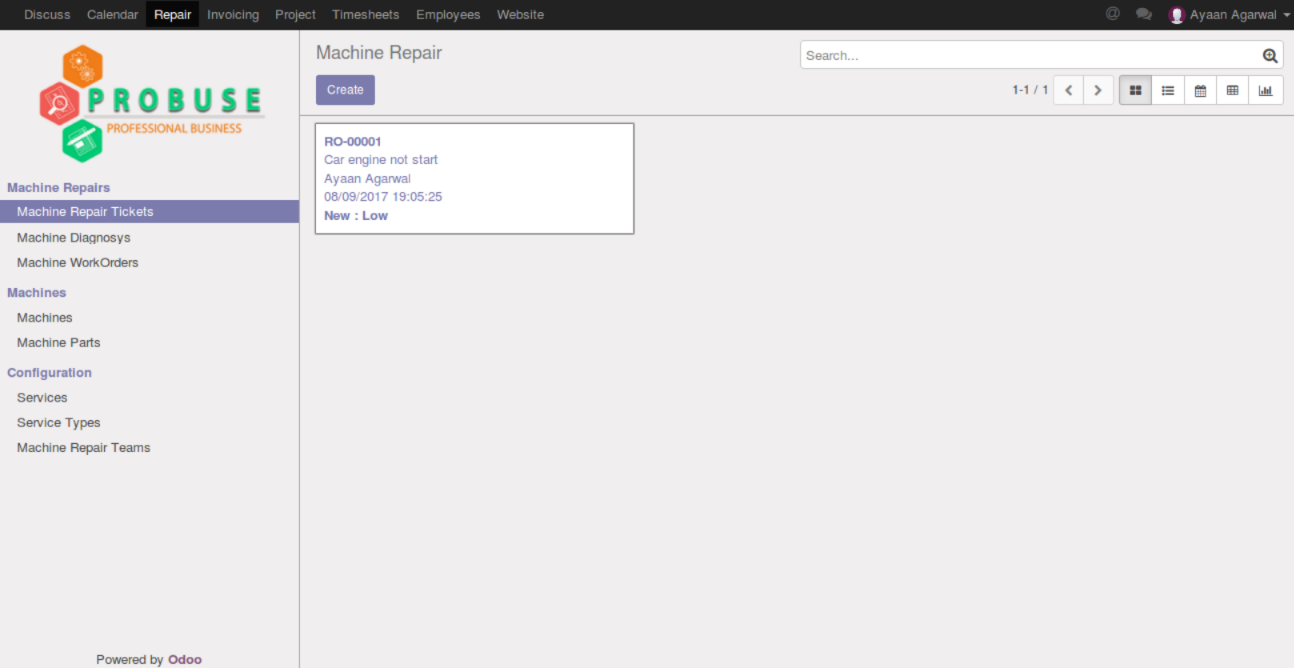 Discuss Calendar Repair Invoicing Project Timesheets Employees Website
@ Ayaan Agarwal
PROBUSE
PROFESSIONAL BUSINESS
Machine Repairs
Machine Repair Tickets
Machine Diagnosys
Machine WorkOrders
Machines
Machines
Machine Parts
Configuration
Services
Service Types
Machine Repair Teams
Powered by Odoo
Machine Repair
Search...
Create
1-1 / 1
RO-00001
Car engine not start
Ayaan Agarwal
08/09/2017 19:05:25
New : Low